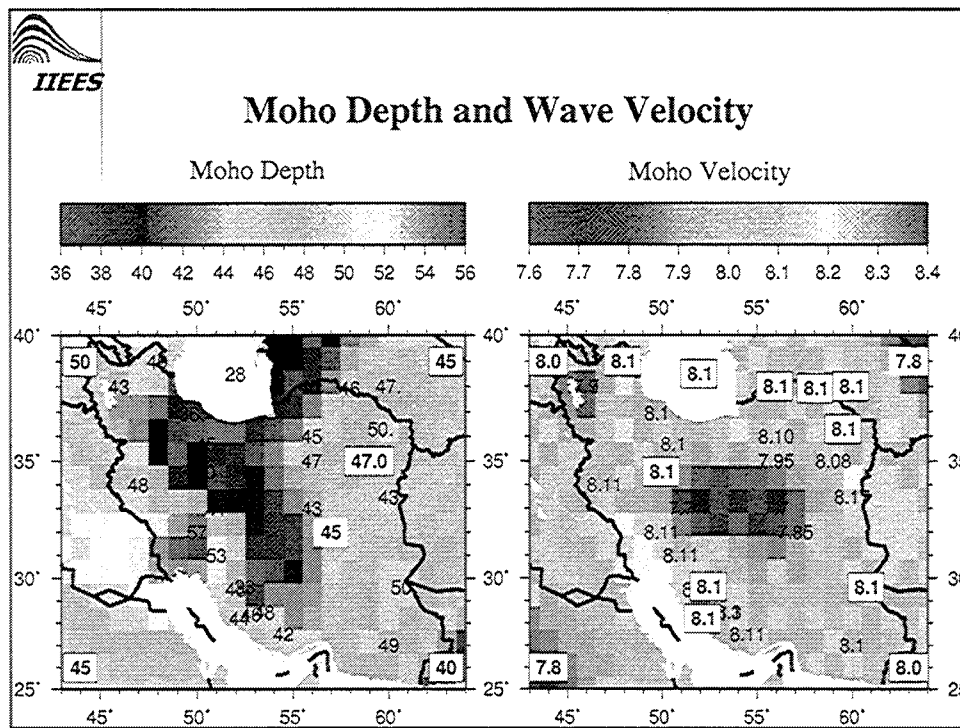 IIEES
Moho Depth and Wave Velocity
Moho Depth
36 38 40 42 44 46 48 50 52 54 56
45° 50° 55° 60°
40°
50 45
28
43 46 47
50
45
47 47.0
48 43
43
57 45
35°
53
30°
50
48
42 49
45 40
25°
45° 50° 55° 60°
Moho Velocity
7.6 7.7 7.8 7.9 8.0 8.1 8.2 8.3 8.4
45° 50° 55° 60°
40
8.0 8.1 8.1 7.8
7.9 8.1 8.1 8.1
8.1 8.1
8.1 8.10
7.95 8.08
8.1
8.11
35
8.11 7.85
8.11
30
8.1 8.1
8.1
8.11 8.1
7.8 8.0
25
45° 50° 55° 60°